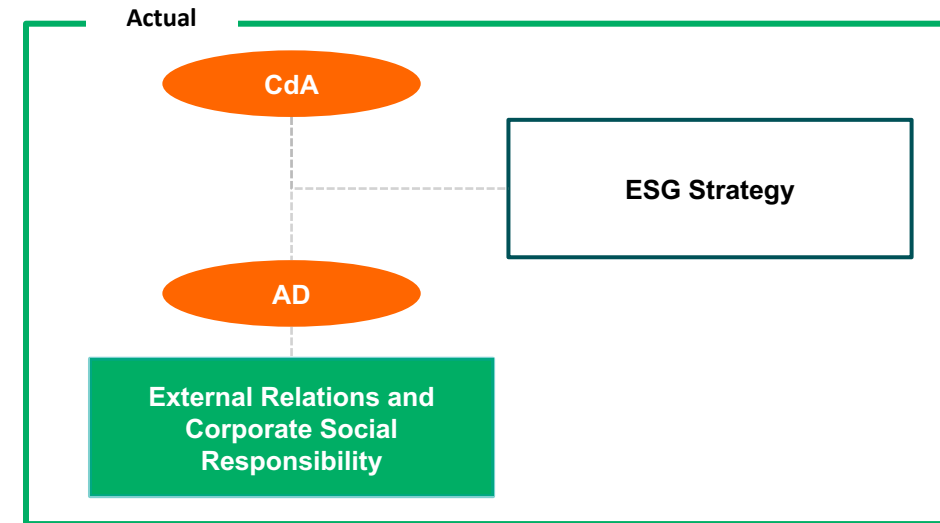 Actual
CdA
ESG Strategy
AD
External Relations and
Corporate Social
Responsibility